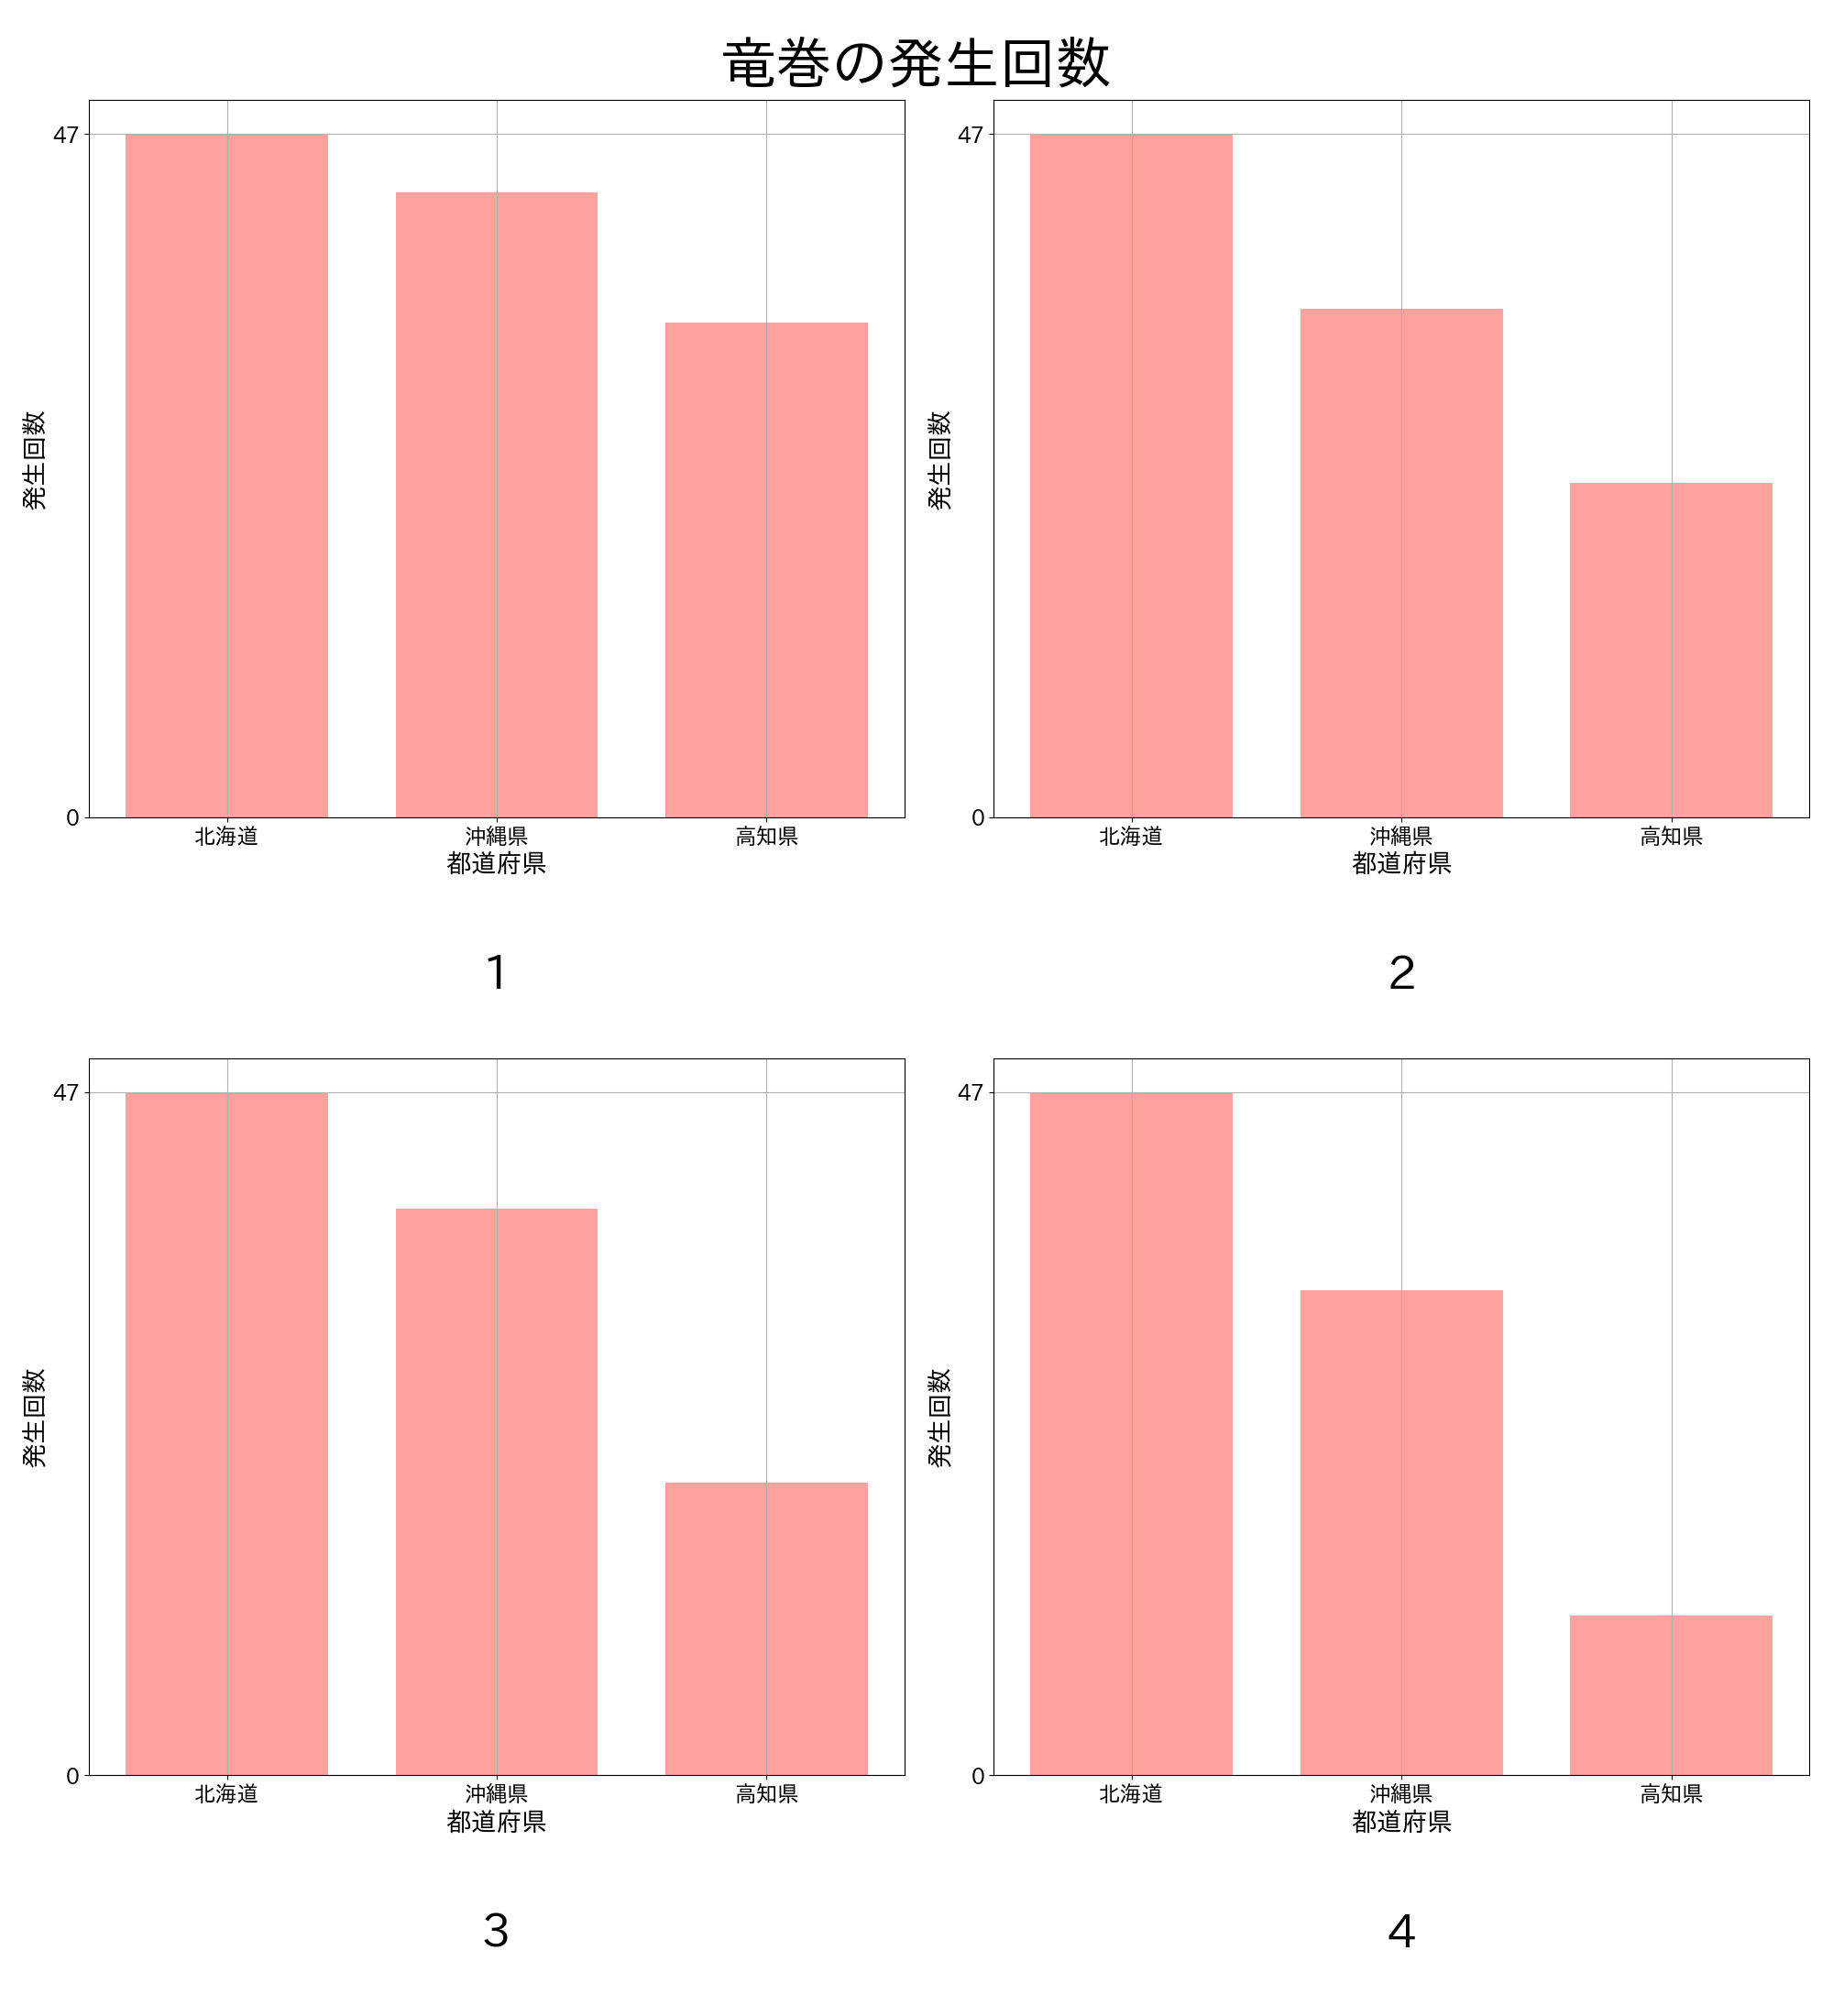 竜巻の発生回数
47
0
発生回数
北海道 沖縄県 高知県
都道府県
1
47
0
発生回数
北海道 沖縄県 高知県
都道府県
2
47
0
発生回数
北海道 沖縄県 高知県
都道府県
3
47
0
発生回数
北海道 沖縄県 高知県
都道府県
4